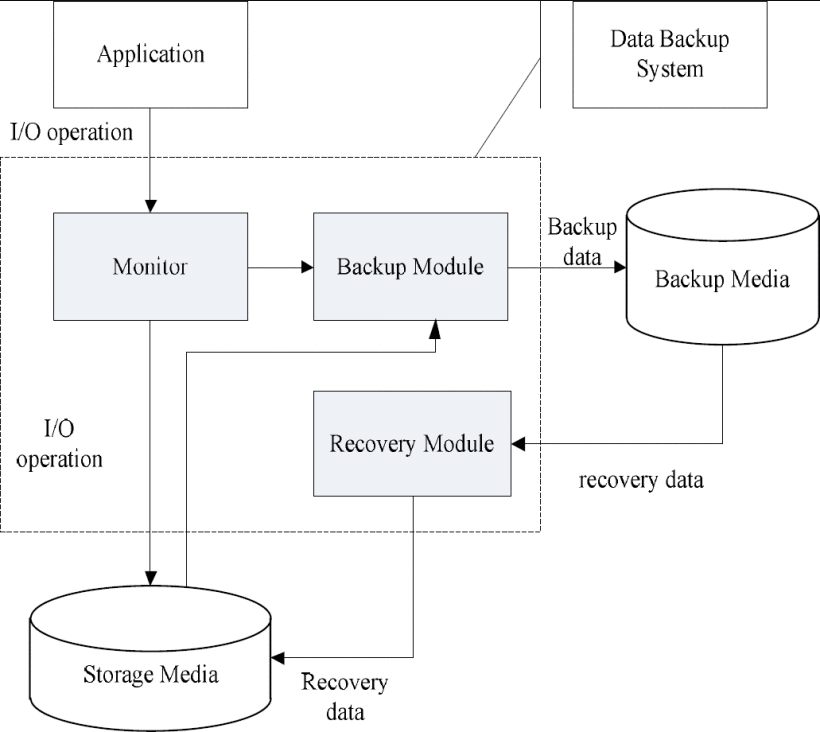 Application
Data Backup
System
I/O operation
Monitor
Backup Module
Backup
data
Backup Media
I/O
operation
Recovery Module
recovery data
Storage Media
Recovery
data